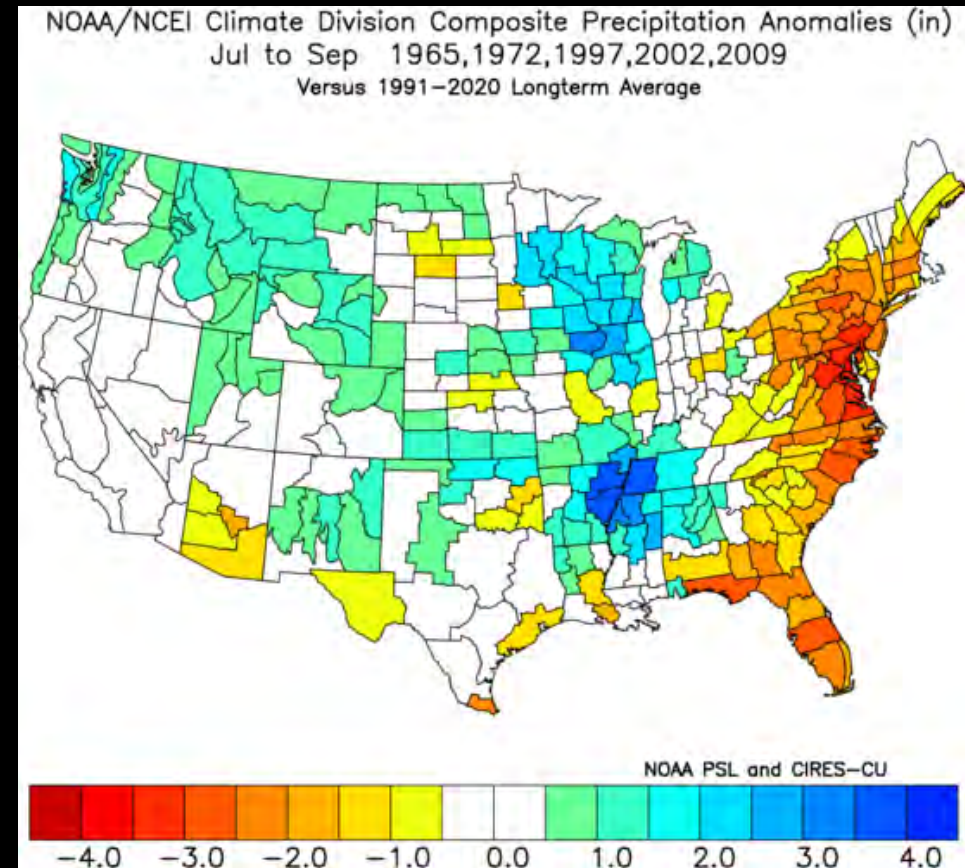 NOAA/NCEI Climate Division Composite Precipitation Anomalies (in)
Jul to Sep 1965,1972,1997,2002,2009
Versus 1991-2020 Longterm Average
NOAA PSL and CIRES-CU
-4.0 -3.0 -2.0 -1.0 0.0 1.0 2.0 3.0 4.0